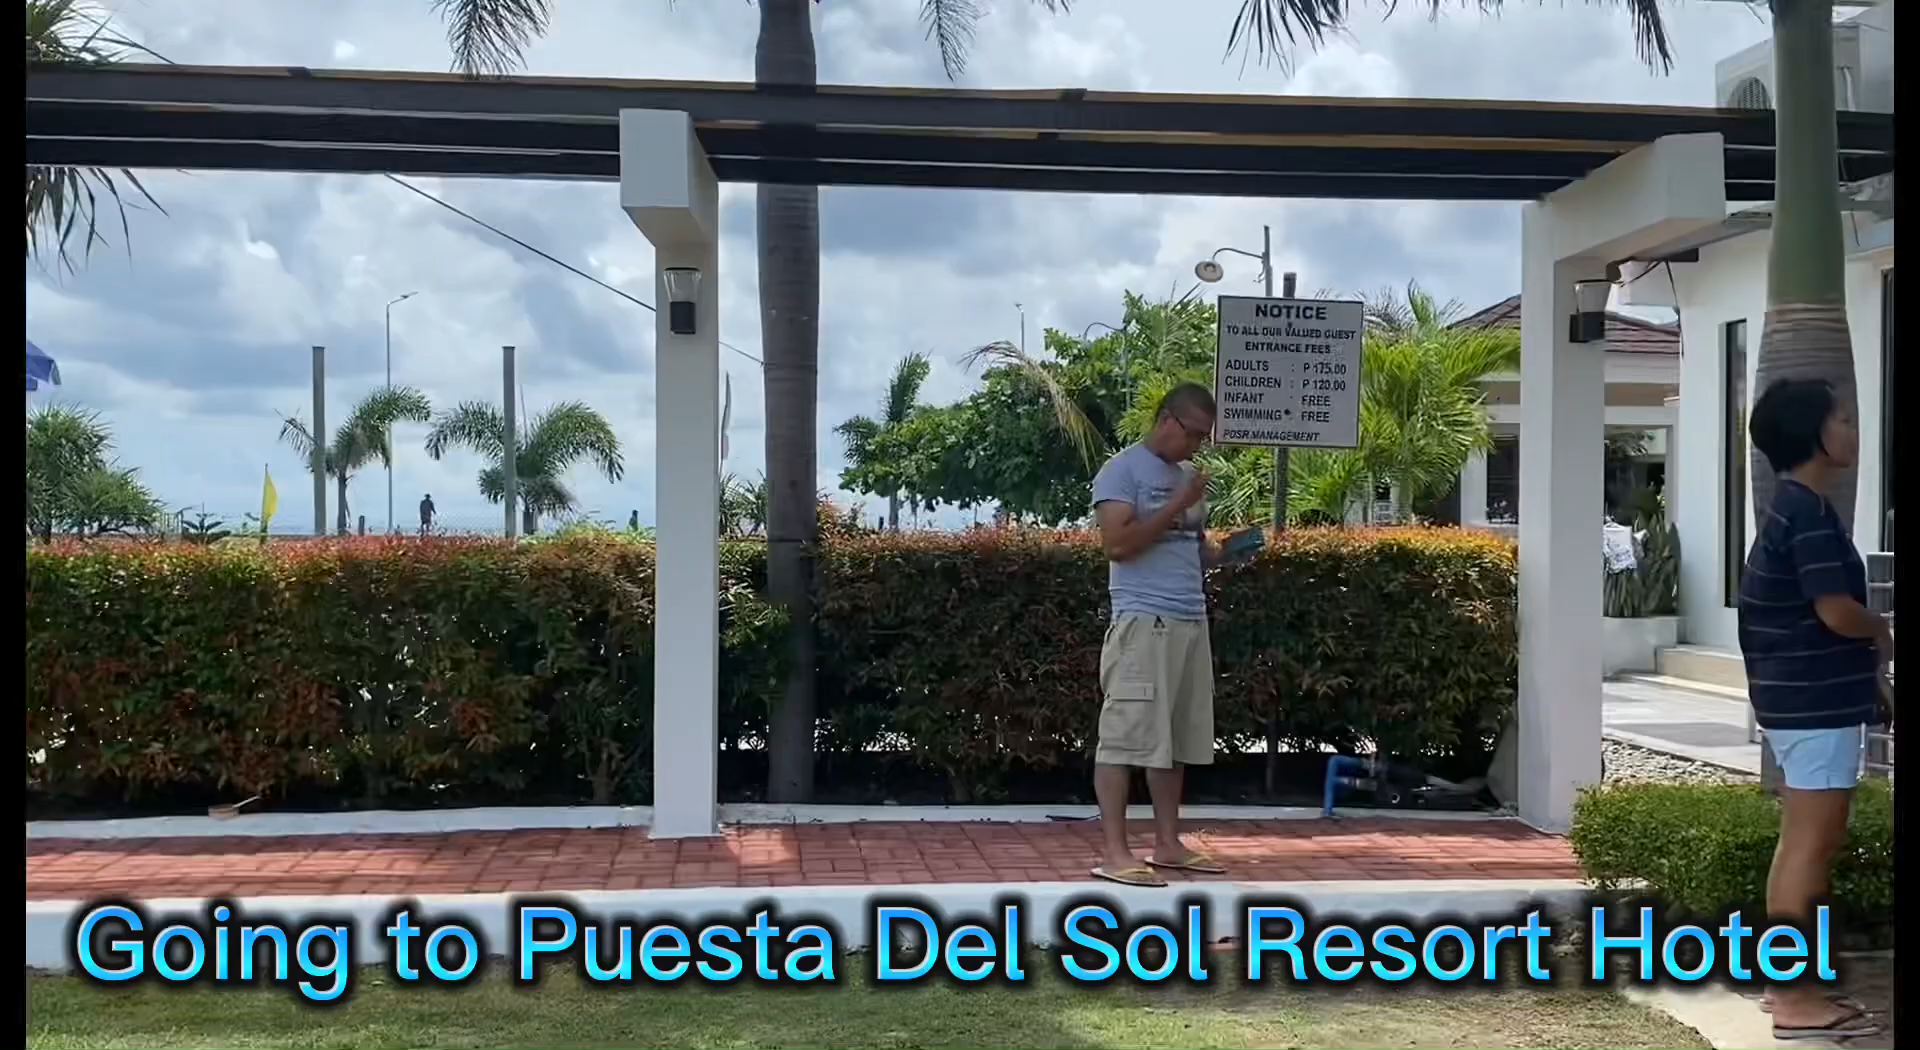 NOTICE
TO ALL OUR VALUED GUEST
ENTRANCE FEES
ADULTS : P 175.00
CHILDREN : P 120.00
INFANT : FREE
SWIMMING : FREE
PDSR MANAGEMENT
Going to Puesta Del Sol Resort Hotel